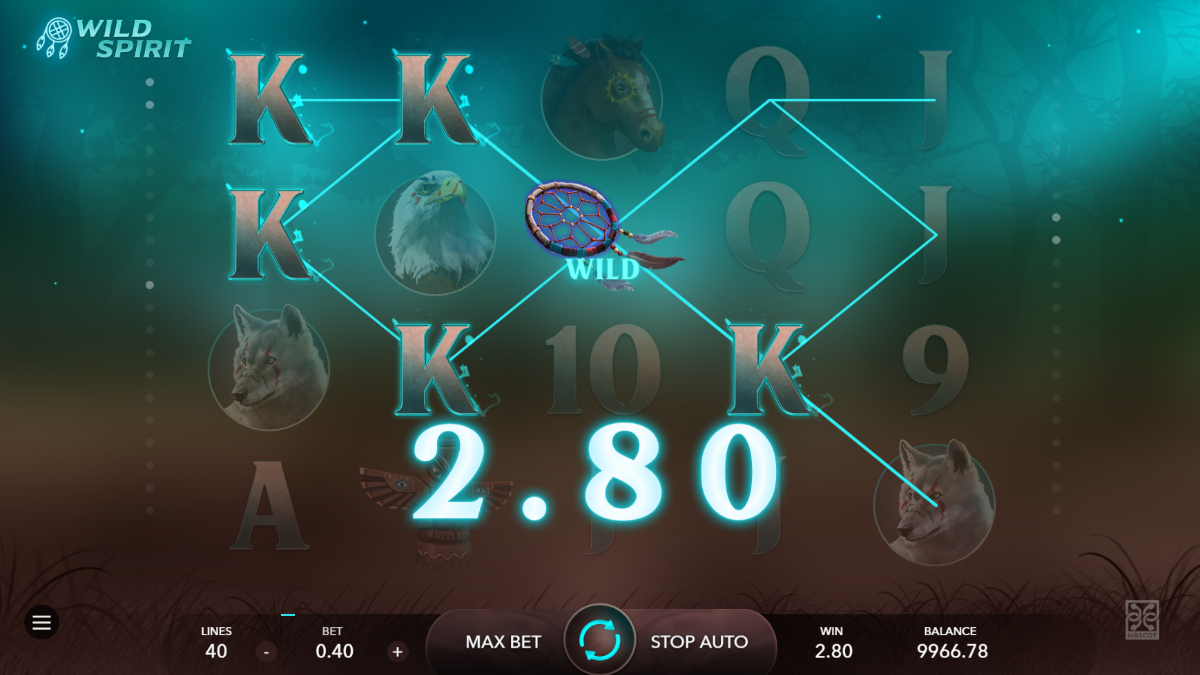 WILD
SPIRIT
K K Q J
K Q J
WILD
K 10 K 9
2.80
A J J
LINES
40 -
BET
0.40 +
MAX BET
STOP AUTO
WIN
2.80
BALANCE
9966.78
MASCOT